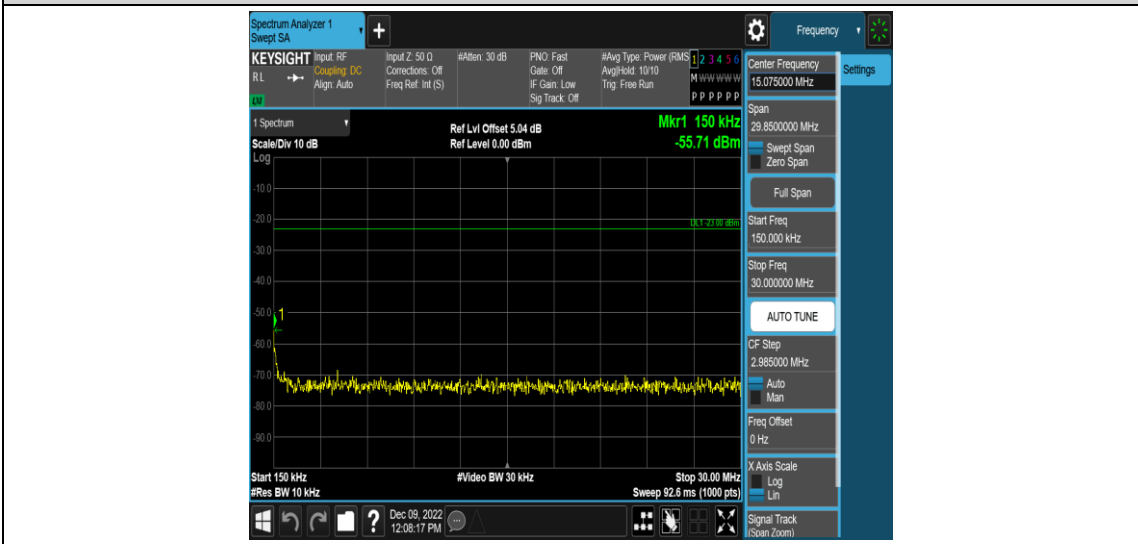 Spectrum Analyzer 1
Swept SA
+
Frequency
KEYSIGHT
RL
LXI
Input: RF
Coupling: DC
Align: Auto
Input Z: 50 Ω
Corrections: Off
Freq Ref: Int (S)
#Atten: 30 dB
PNO: Fast
Gate: Off
IF Gain: Low
Sig Track: Off
#Avg Type: Power (RMS
Avg|Hold: 10/10
Trig: Free Run
1 2 3 4 5 6
M W W W W W
P P P P P P
1 Spectrum
Scale/Div 10 dB
Ref Lvl Offset 5.04 dB
Ref Level 0.00 dBm
Mkr1 150 kHz
-55.71 dBm
Log
-10.0
-20.0
DL1 -23.00 dBm
-30.0
-40.0
-50.0
1
-60.0
-70.0
-80.0
-90.0
Start 150 kHz
#Video BW 30 kHz
Stop 30.00 MHz
#Res BW 10 kHz
Sweep 92.6 ms (1000 pts)
Center Frequency
15.075000 MHz
Settings
Span
29.8500000 MHz
Swept Span
Zero Span
Full Span
Start Freq
150.000 kHz
Stop Freq
30.000000 MHz
AUTO TUNE
CF Step
2.985000 MHz
Auto
Man
Freq Offset
0 Hz
X Axis Scale
Log
Lin
Signal Track
(Span Zoom)
?
Dec 09, 2022
12:08:17 PM